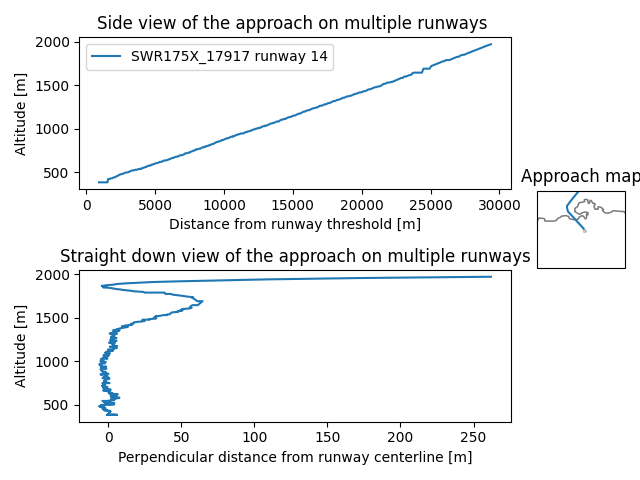 Side view of the approach on multiple runways
2000
1500
1000
500
Altitude [m]
SWR175X_17917 runway 14
0 5000 10000 15000 20000 25000 30000
Distance from runway threshold [m]
Approach map
Straight down view of the approach on multiple runways
2000
1500
1000
500
Altitude [m]
0 50 100 150 200 250
Perpendicular distance from runway centerline [m]